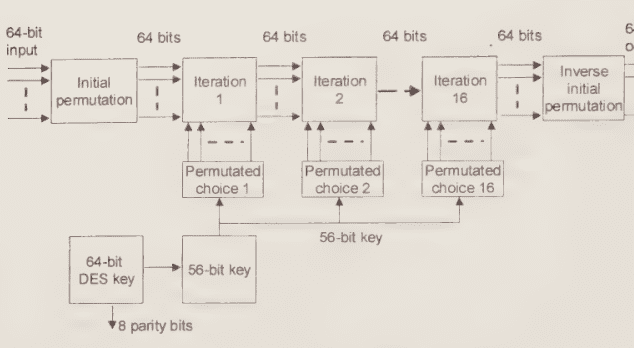 64-bit
input
64 bits
64 bits
64 bits
64 bits
Initial
permutation
Iteration
1
Iteration
2
Iteration
16
Inverse
initial
permutation
Permutated
choice 1
Permutated
choice 2
Permutated
choice 16
56-bit key
64-bit
DES key
56-bit key
8 parity bits